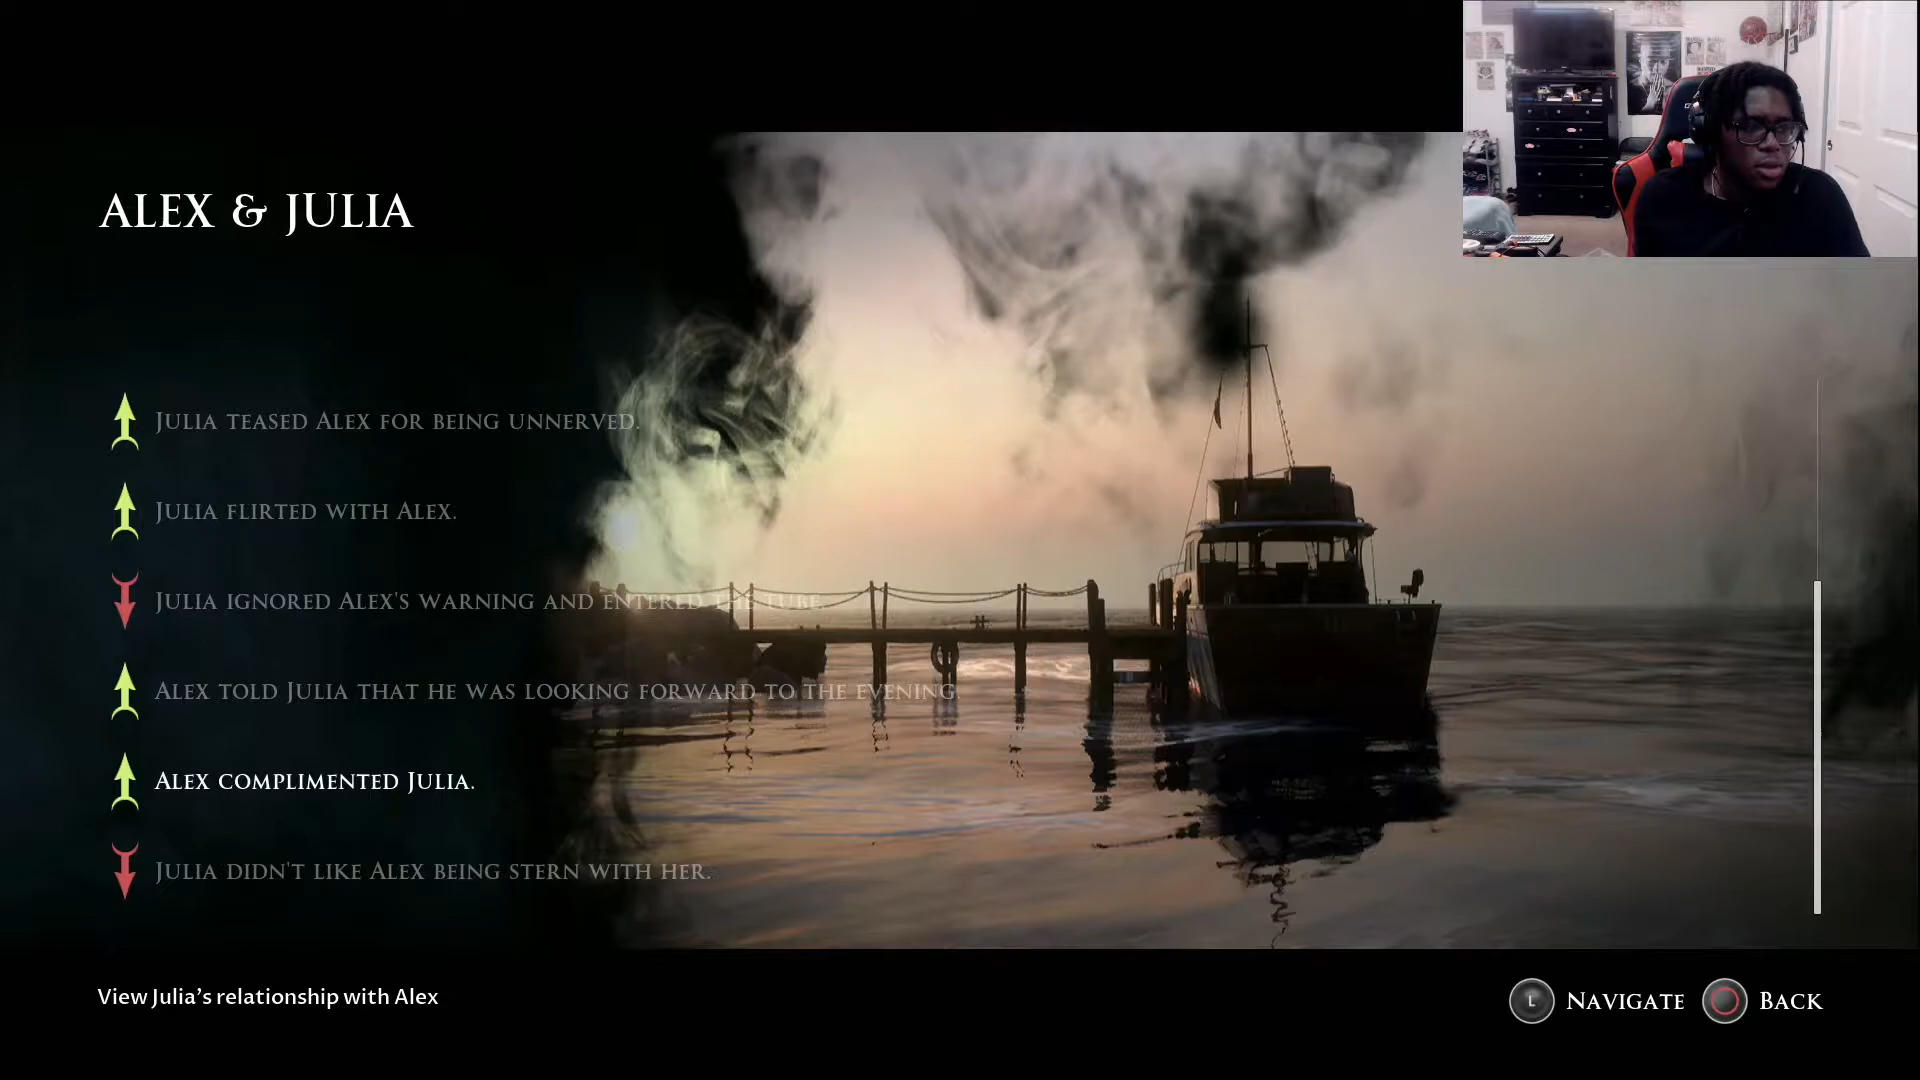 ALEX & JULIA
JULIA TEASED ALEX FOR BEING UNNERVED.
JULIA FLIRTED WITH ALEX.
JULIA IGNORED ALEX'S WARNING AND ENTERED THE TUBE.
ALEX TOLD JULIA THAT HE WAS LOOKING FORWARD TO THE EVENING.
ALEX COMPLIMENTED JULIA.
JULIA DIDN'T LIKE ALEX BEING STERN WITH HER.
View Julia's relationship with Alex
L NAVIGATE BACK